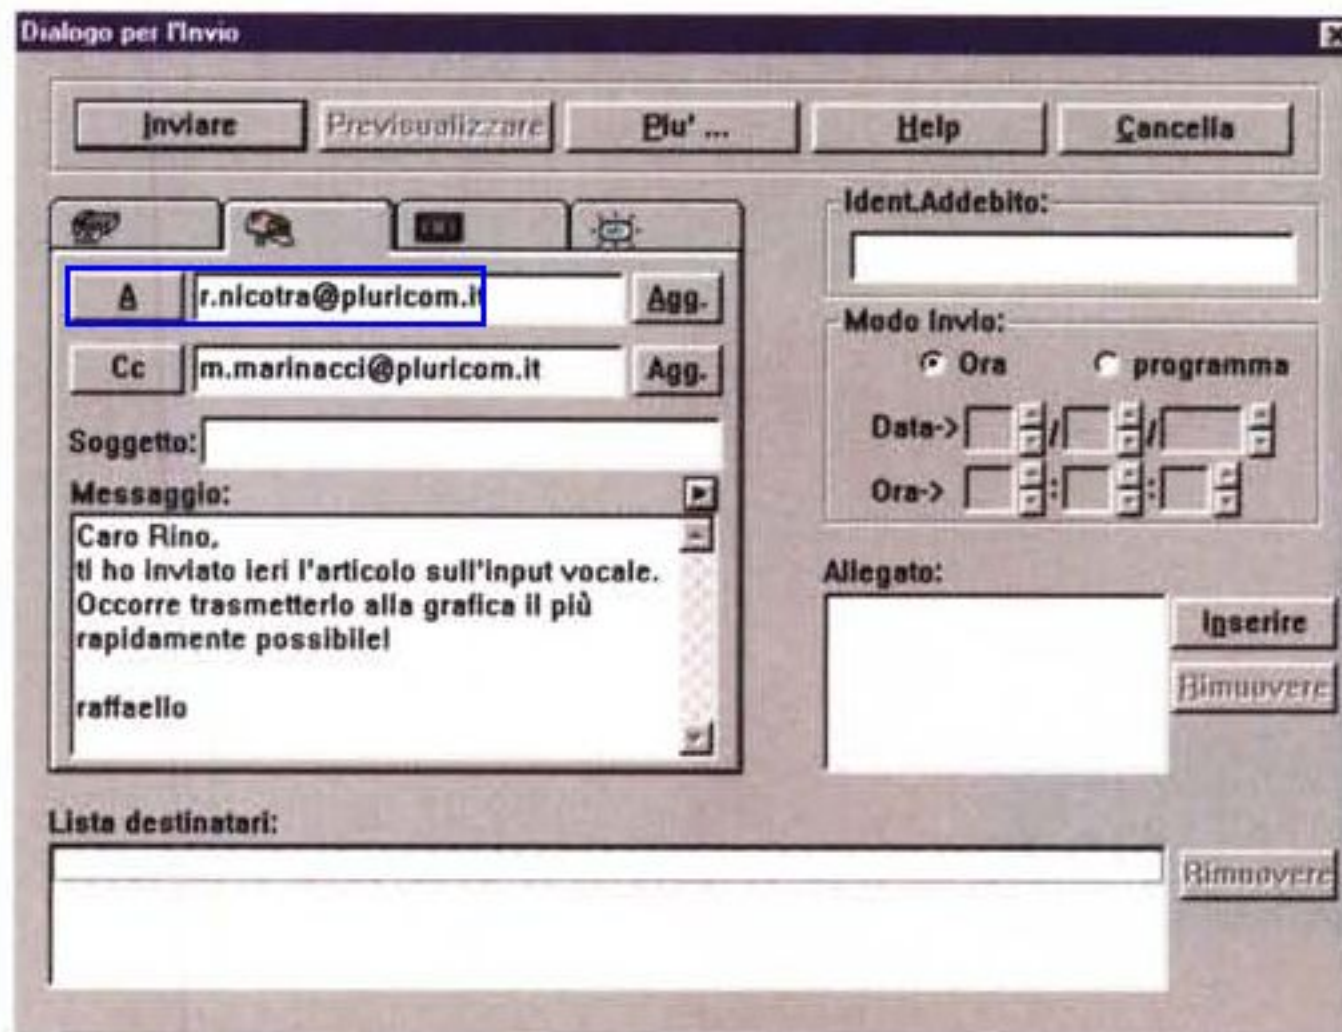 Dialogo per l'Invio
Inviare Previsualizzare Piu' ... Help Cancella
A r.nicotra@pluricom.it Agg.
Cc m.marinacci@pluricom.it Agg.
Soggetto:
Messaggio:
Caro Rino,
ti ho inviato ieri l'articolo sull'input vocale.
Occorre trasmetterlo alla grafica il più
rapidamente possibile!
raffaello
Ident.Addebito:
Modo Invio:
Ora programma
Data-> / /
Ora-> : :
Allegato:
Inserire
Rimuovere
Lista destinatari:
Rimuovere